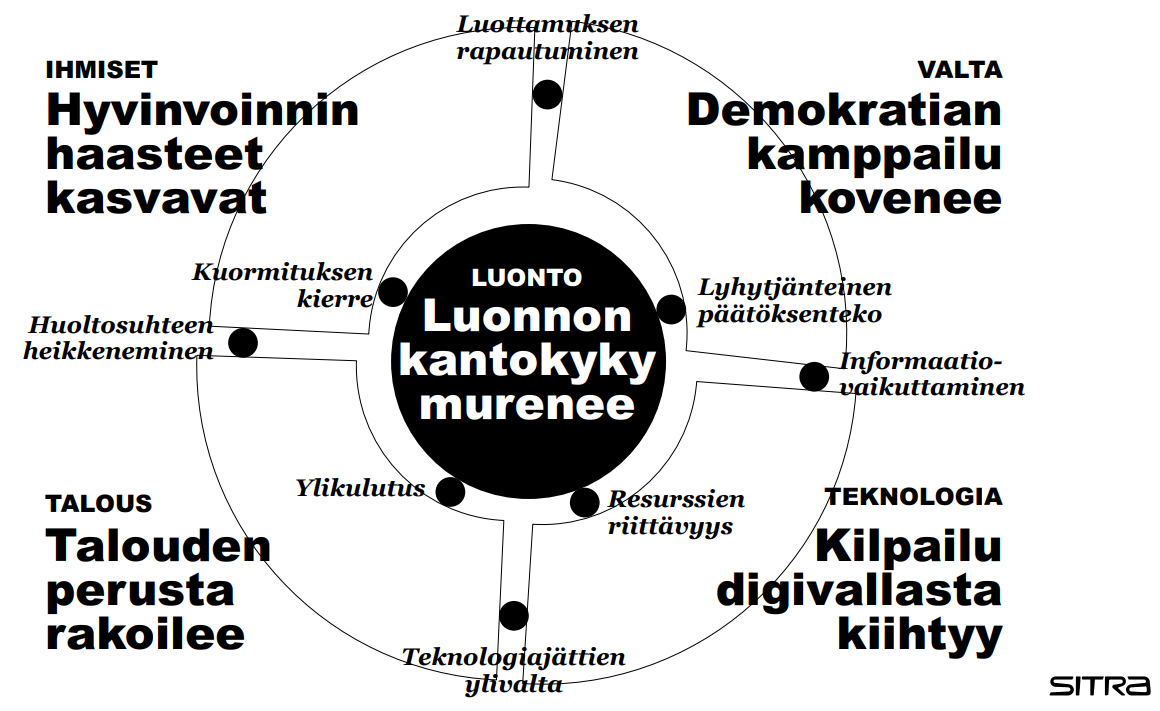 Luottamuksen
rapautuminen
IHMISET
Hyvinvoinnin
haasteet
kasvavat
VALTA
Demokratian
kamppailu
kovenee
Kuormituksen
kierre
LUONTO
Luonnon
kantokyky
murenee
Lyhytjänteinen
päätöksenteko
Huoltosuhteen
heikkeneminen
Informaatio-
vaikuttaminen
Ylikulutus
Resurssien
riittävyys
TALOUS
Talouden
perusta
rakoilee
TEKNOLOGIA
Kilpailu
digivallasta
kiihtyy
Teknologiajättien
ylivalta
SITRA